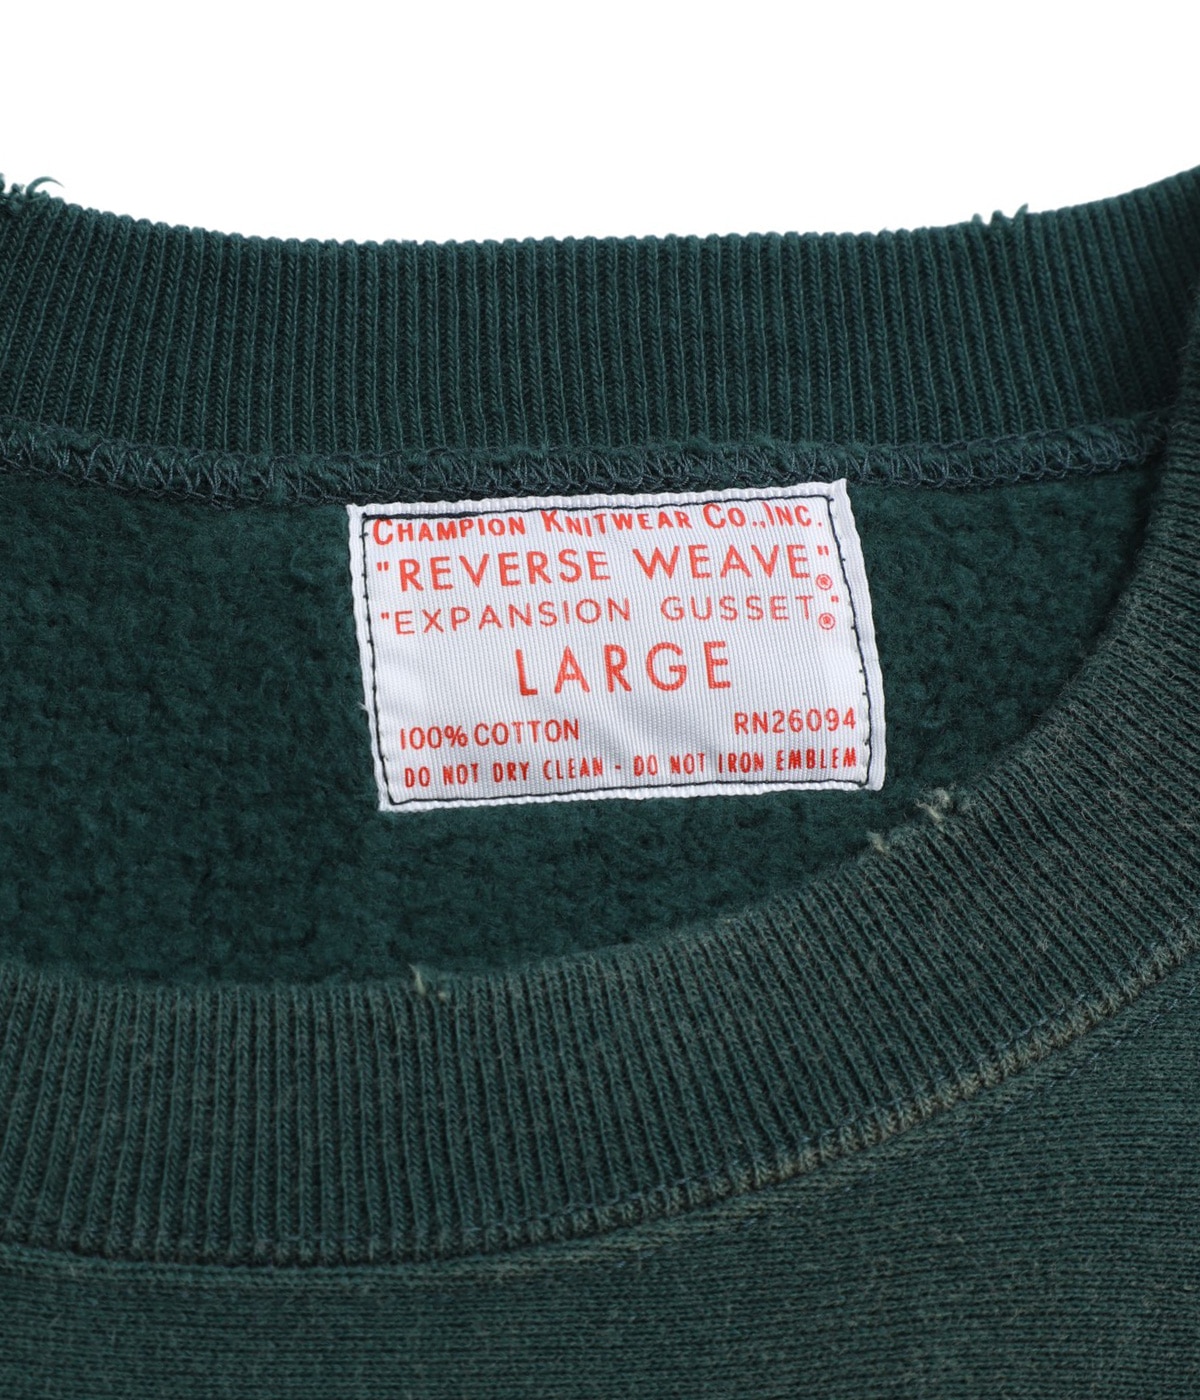 CHAMPION KNITWEAR CO., INC.
"REVERSE WEAVE"®
"EXPANSION GUSSET"®
LARGE
100% COTTON RN26094
DO NOT DRY CLEAN - DO NOT IRON EMBLEM